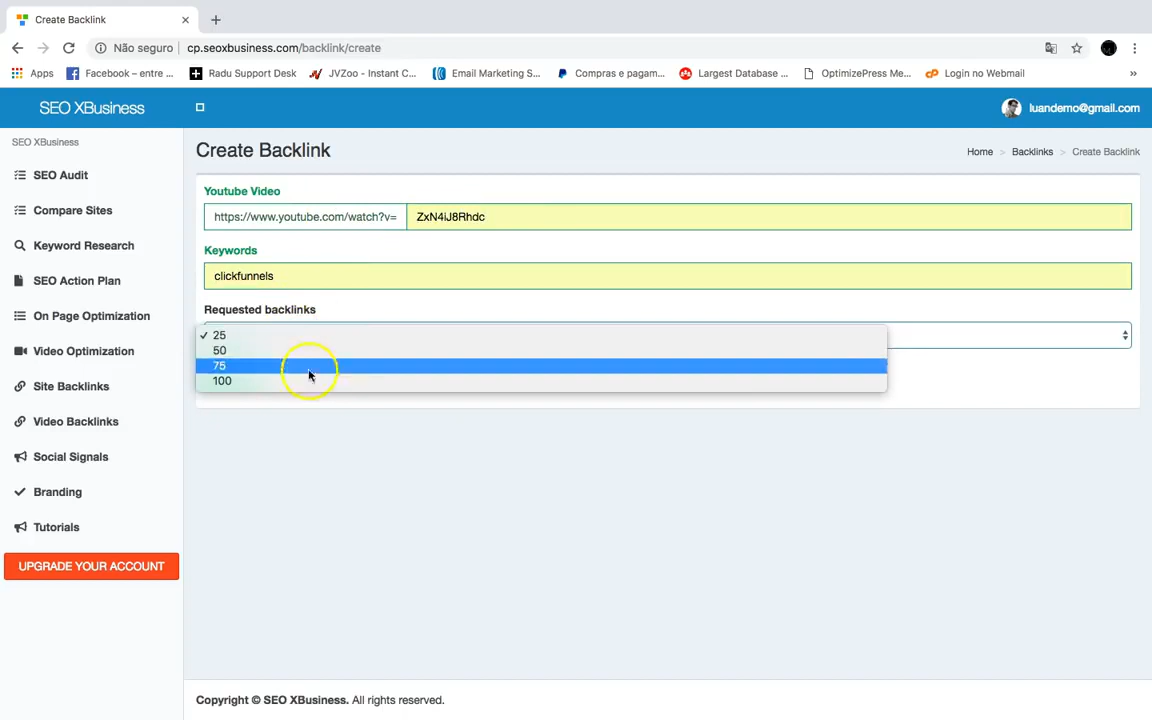 Create Backlink
Não seguro
cp.seoxbusiness.com/backlink/create
Apps
Facebook – entre ...
Radu Support Desk
JVZoo - Instant C...
Email Marketing S...
Compras e pagam...
Largest Database ...
OptimizePress Me...
Login no Webmail
»
SEO XBusiness
luandemo@gmail.com
SEO XBusiness
SEO Audit
Compare Sites
Keyword Research
SEO Action Plan
On Page Optimization
Video Optimization
Site Backlinks
Video Backlinks
Social Signals
Branding
Tutorials
UPGRADE YOUR ACCOUNT
Create Backlink
Home > Backlinks > Create Backlink
Youtube Video
https://www.youtube.com/watch?v= ZxN4iJ8Rhdc
Keywords
clickfunnels
Requested backlinks
✓ 25
50
75
100
Copyright © SEO XBusiness. All rights reserved.